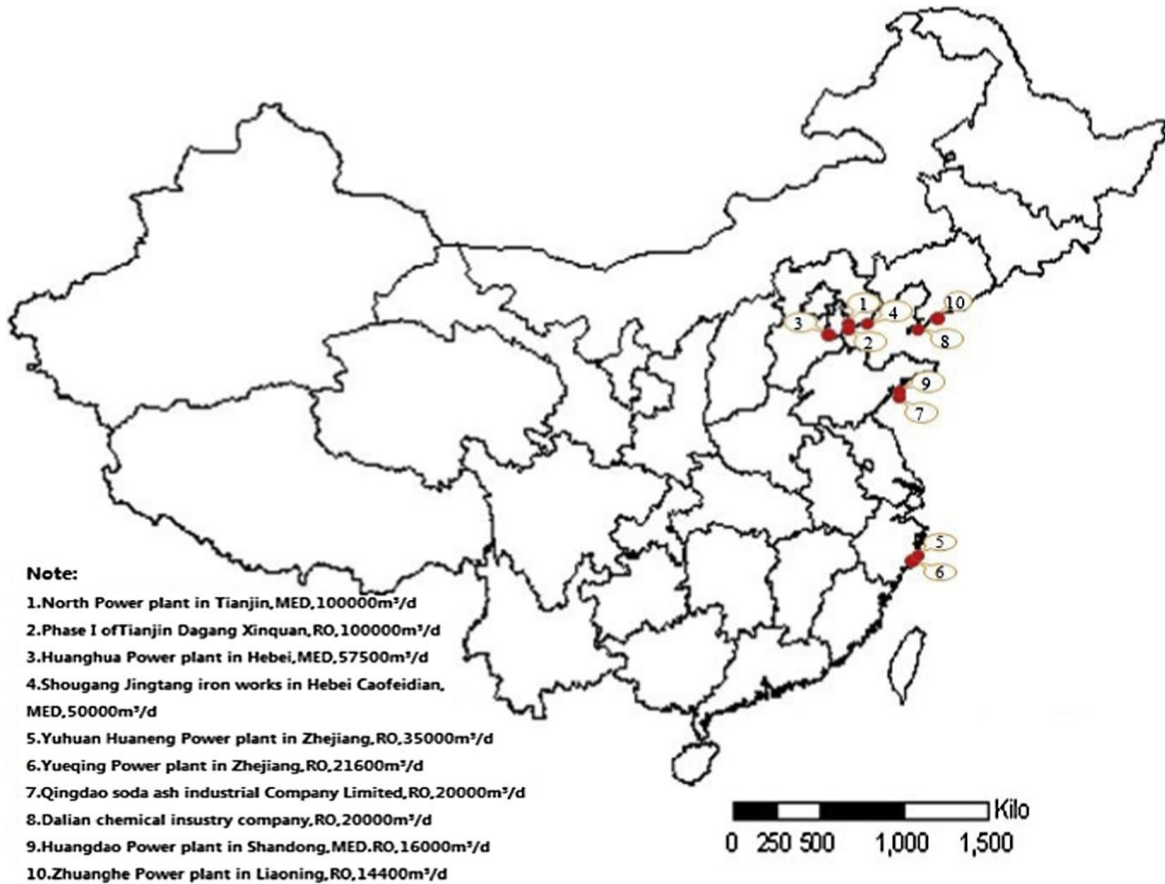 1
10
3
4
2
8
9
7
5
6
Note:
1.North Power plant in Tianjin,MED,100000m³/d
2.Phase I ofTianjin Dagang Xinquan,RO,100000m³/d
3.Huanghua Power plant in Hebei,MED,57500m³/d
4.Shougang Jingtang iron works in Hebei Caofeidian,
MED,50000m³/d
5.Yuhuan Huaneng Power plant in Zhejiang,RO,35000m³/d
6.Yueqing Power plant in Zhejiang,RO,21600m³/d
7.Qingdao soda ash industrial Company Limited,RO,20000m³/d
8.Dalian chemical insustry company,RO,20000m³/d
9.Huangdao Power plant in Shandong,MED.RO,16000m³/d
10.Zhuanghe Power plant in Liaoning,RO,14400m³/d
Kilo
0 250 500 1,000 1,500